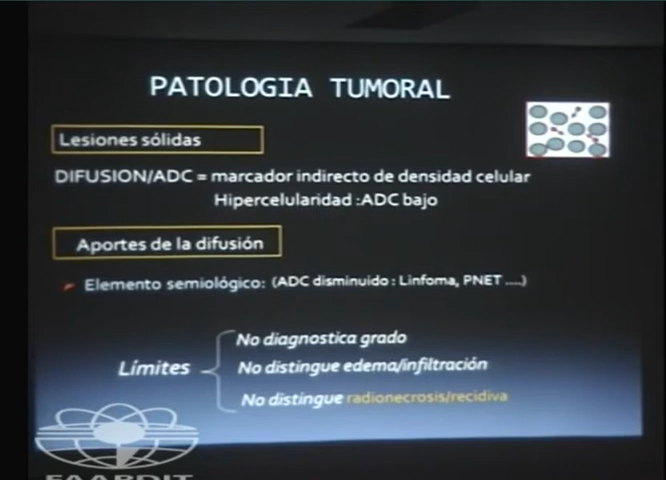 PATOLOGIA TUMORAL
Lesiones sólidas
DIFUSION/ADC = marcador indirecto de densidad celular
Hipercelularidad :ADC bajo
Aportes de la difusión
Elemento semiológico: (ADC disminuido : Linfoma, PNET ....)
No diagnostica grado
Límites
No distingue edema/infiltración
No distingue radionecrosis/recidiva
FAARDIT